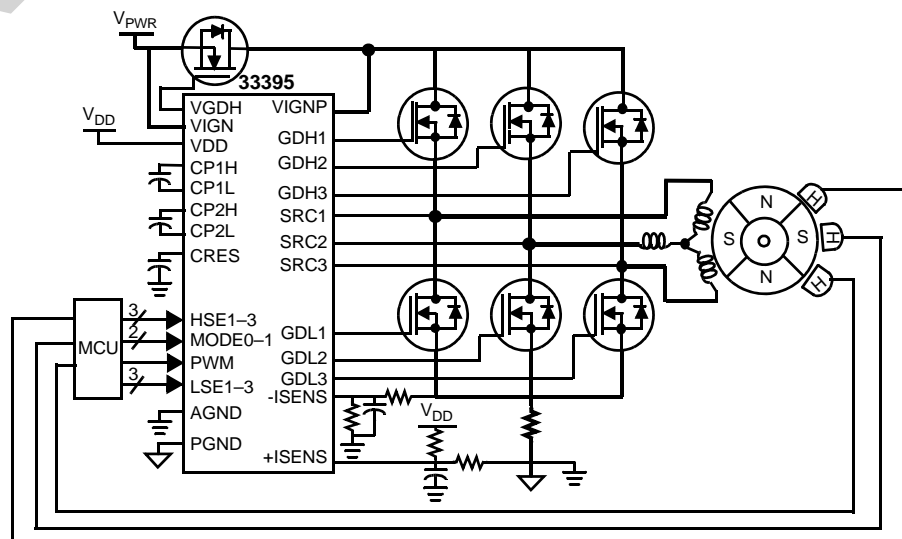 VPWR
33395
VGDH
VIGNP
VIGN
VDD
VDD
GDH1
CP1H
GDH2
CP1L
GDH3
CP2H
SRC1
CP2L
SRC2
CRES
SRC3
N
S
S
N
H
H
H
MCU
3
HSE1–3
2
MODE0–1
PWM
3
LSE1–3
GDL1
GDL2
GDL3
-ISENS
AGND
VDD
PGND
+ISENS